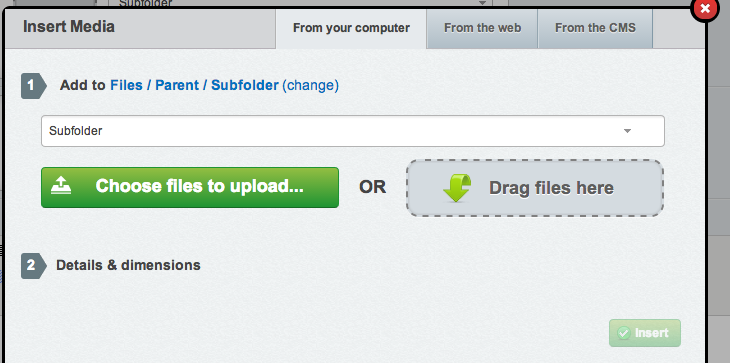 Subfolder
Insert Media
From your computer
From the web
From the CMS
1 Add to Files / Parent / Subfolder (change)
Subfolder
Choose files to upload... OR Drag files here
2 Details & dimensions
Insert